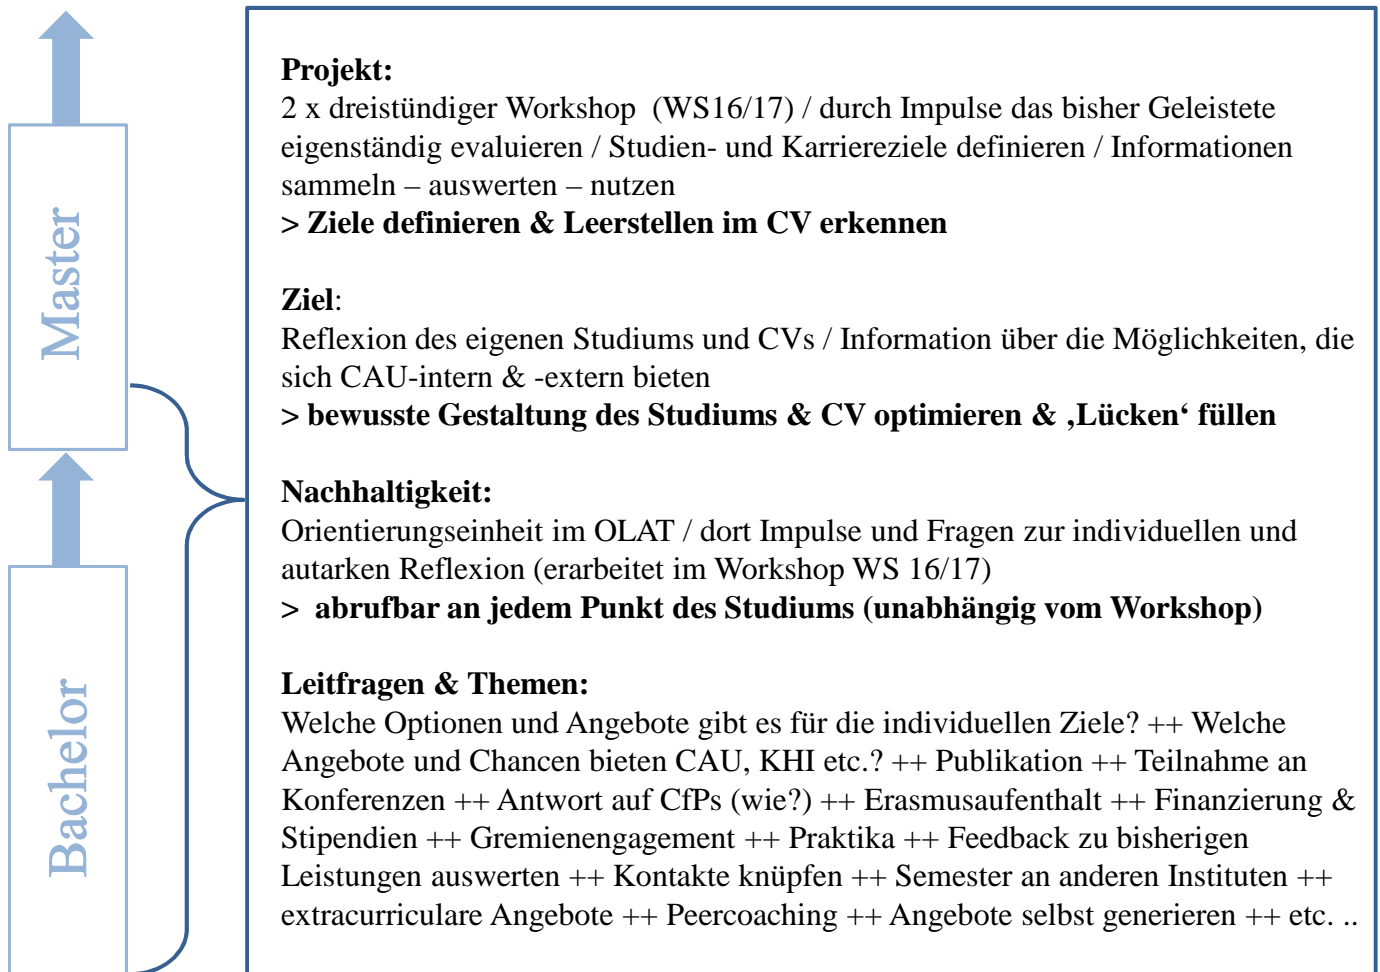 Master
Bachelor
Projekt:
2 x dreistündiger Workshop (WS16/17) / durch Impulse das bisher Geleistete
eigenständig evaluieren / Studien- und Karriereziele definieren / Informationen
sammeln – auswerten – nutzen
> Ziele definieren & Leerstellen im CV erkennen
Ziel:
Reflexion des eigenen Studiums und CVs / Information über die Möglichkeiten, die
sich CAU-intern & -extern bieten
> bewusste Gestaltung des Studiums & CV optimieren & ‚Lücken‘ füllen
Nachhaltigkeit:
Orientierungseinheit im OLAT / dort Impulse und Fragen zur individuellen und
autarken Reflexion (erarbeitet im Workshop WS 16/17)
> abrufbar an jedem Punkt des Studiums (unabhängig vom Workshop)
Leitfragen & Themen:
Welche Optionen und Angebote gibt es für die individuellen Ziele? ++ Welche
Angebote und Chancen bieten CAU, KHI etc.? ++ Publikation ++ Teilnahme an
Konferenzen ++ Antwort auf CfPs (wie?) ++ Erasmusaufenthalt ++ Finanzierung &
Stipendien ++ Gremienengagement ++ Praktika ++ Feedback zu bisherigen
Leistungen auswerten ++ Kontakte knüpfen ++ Semester an anderen Instituten ++
extracurriculare Angebote ++ Peercoaching ++ Angebote selbst generieren ++ etc. ..